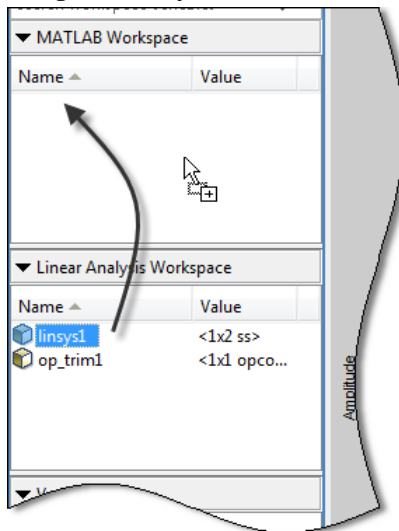 MATLAB Workspace
Name Value
Linear Analysis Workspace
Name Value
linsys1 <1x2 ss>
op_trim1 <1x1 opco...
Amplitude